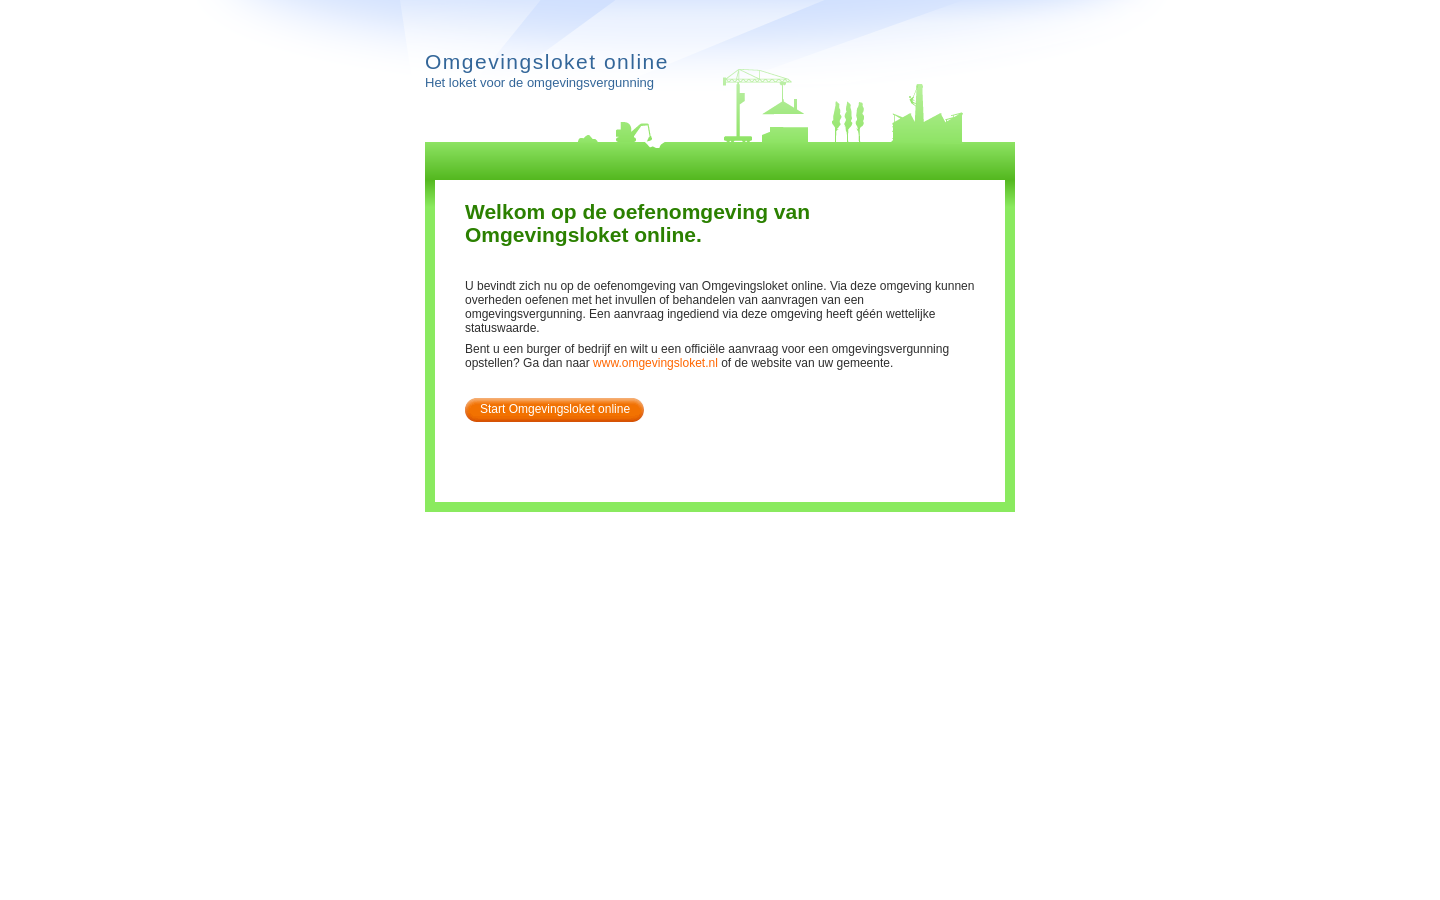 Omgevingsloket online
Het loket voor de omgevingsvergunning
Welkom op de oefenomgeving van
Omgevingsloket online.
U bevindt zich nu op de oefenomgeving van Omgevingsloket online. Via deze omgeving kunnen
overheden oefenen met het invullen of behandelen van aanvragen van een
omgevingsvergunning. Een aanvraag ingediend via deze omgeving heeft géén wettelijke
statuswaarde.
Bent u een burger of bedrijf en wilt u een officiële aanvraag voor een omgevingsvergunning
opstellen? Ga dan naar www.omgevingsloket.nl of de website van uw gemeente.
Start Omgevingsloket online